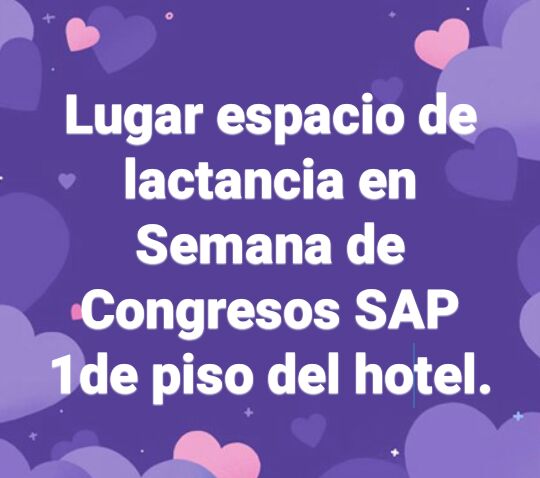 Lugar espacio de
lactancia en
Semana de
Congresos SAP
1de piso del hotel.